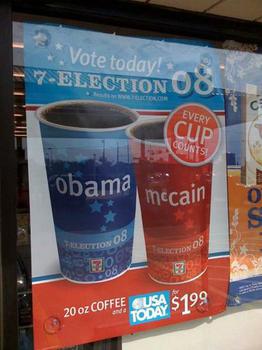 Vote today!
7-ELECTION 08
Results on WWW.7-ELECTION.COM
EVERY
CUP
COUNTS!
obama
mccain
7-ELECTION 08
7-ELECTION 08
20 oz COFFEE and a USA TODAY for $1.99